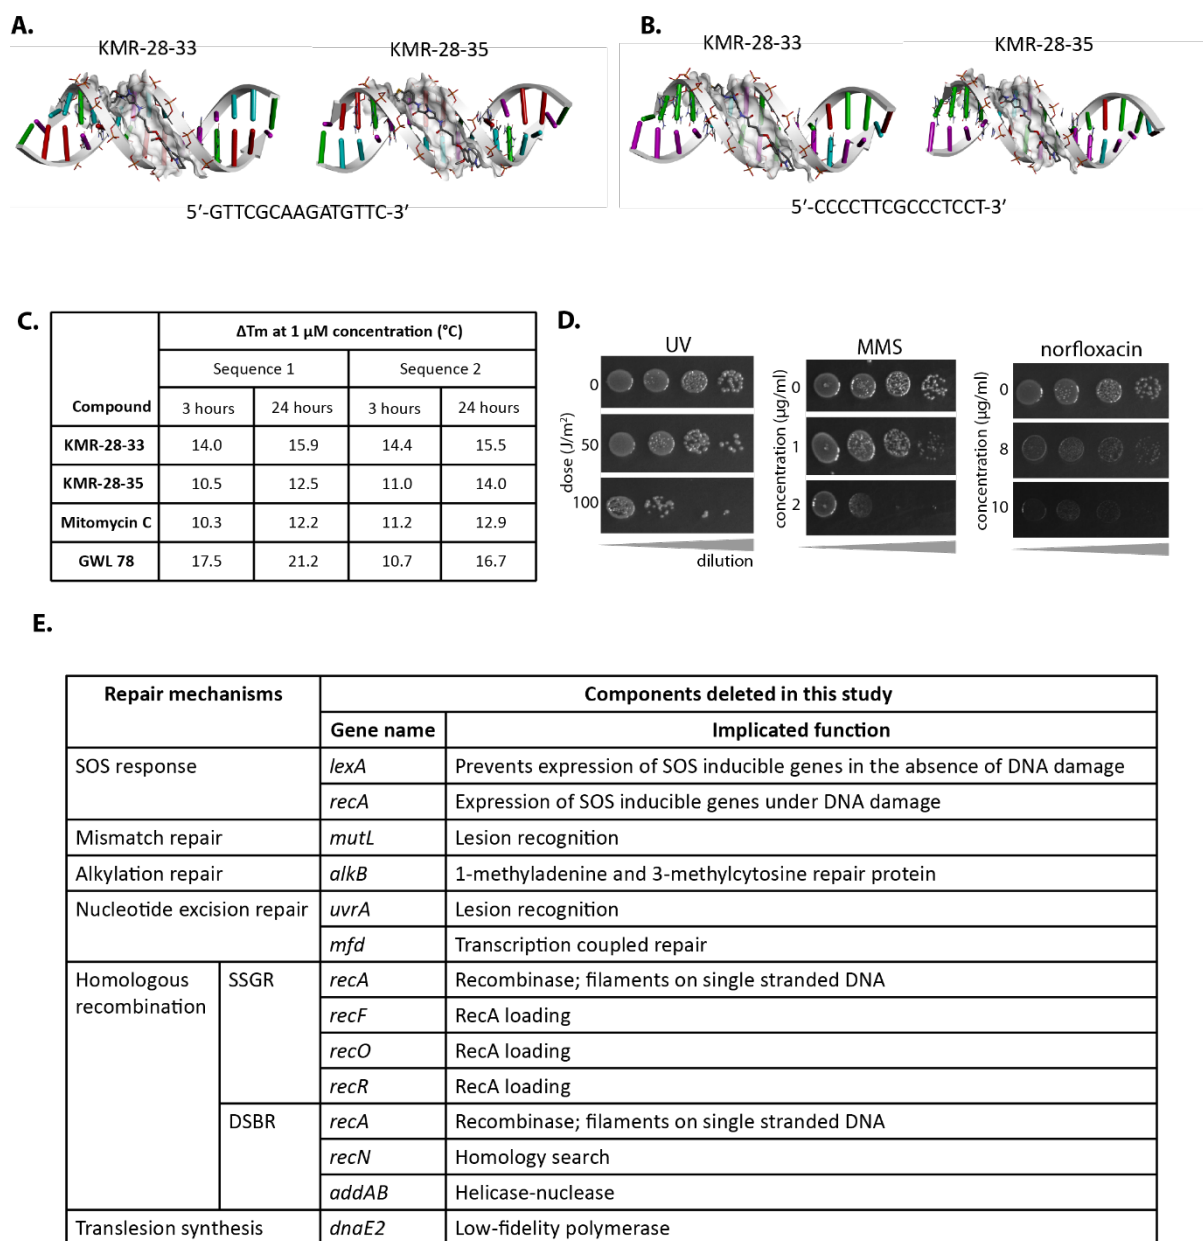 A.
KMR-28-33
KMR-28-35
5′-GTTCGCAAGATGTTC-3′
B.
KMR-28-33
KMR-28-35
5′-CCCCTTCGCCCTCCT-3′
C.
ΔTm at 1 µM concentration (°C)
Sequence 1 Sequence 2
Compound 3 hours 24 hours 3 hours 24 hours
KMR-28-33 14.0 15.9 14.4 15.5
KMR-28-35 10.5 12.5 11.0 14.0
Mitomycin C 10.3 12.2 11.2 12.9
GWL 78 17.5 21.2 10.7 16.7
D.
UV
0
50
100
dose (J/m²)
dilution
MMS
0
1
2
concentration (µg/ml)
norfloxacin
0
8
10
concentration (µg/ml)
E.
Repair mechanisms Components deleted in this study
Gene name Implicated function
SOS response lexA Prevents expression of SOS inducible genes in the absence of DNA damage
recA Expression of SOS inducible genes under DNA damage
Mismatch repair mutL Lesion recognition
Alkylation repair alkB 1-methyladenine and 3-methylcytosine repair protein
Nucleotide excision repair uvrA Lesion recognition
mfd Transcription coupled repair
Homologous SSGR recA Recombinase; filaments on single stranded DNA
recombination
recF RecA loading
recO RecA loading
recR RecA loading
DSBR recA Recombinase; filaments on single stranded DNA
recN Homology search
addAB Helicase-nuclease
Translesion synthesis dnaE2 Low-fidelity polymerase